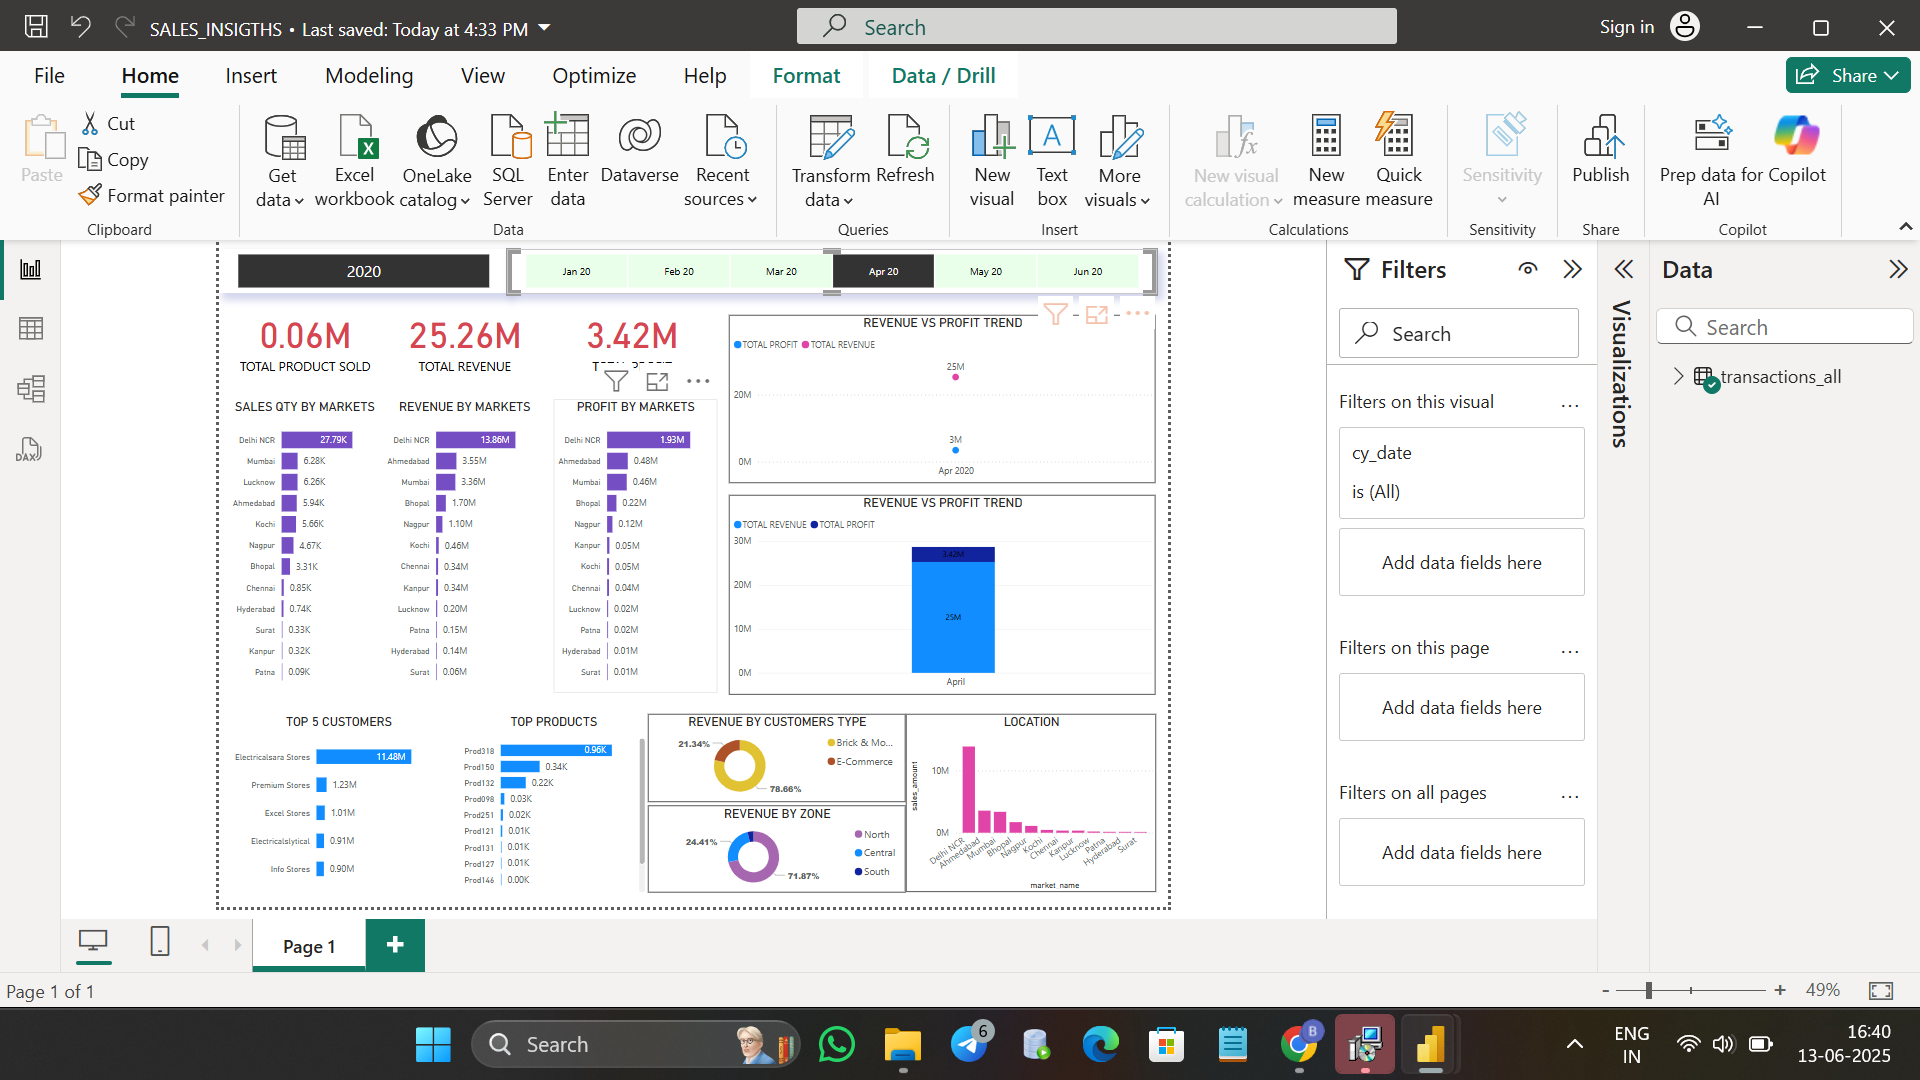 SALES_INSIGTHS • Last saved: Today at 4:33 PM
Search
Sign in
File Home Insert Modeling View Optimize Help Format Data / Drill
Share
Paste
Cut
Copy
Format painter
Clipboard
Get data
Excel workbook
OneLake catalog
SQL Server
Enter data
Dataverse
Recent sources
Data
Transform data
Refresh
Queries
New visual
Text box
More visuals
Insert
New visual calculation
New measure
Quick measure
Calculations
Sensitivity
Sensitivity
Publish
Share
Prep data for AI
Copilot
Copilot
2020
Jan 20 Feb 20 Mar 20 Apr 20 May 20 Jun 20
0.06M
TOTAL PRODUCT SOLD
25.26M
TOTAL REVENUE
3.42M
SALES QTY BY MARKETS
Delhi NCR 27.79K
Mumbai 6.28K
Lucknow 6.26K
Ahmedabad 5.94K
Kochi 5.66K
Nagpur 4.67K
Bhopal 3.31K
Chennai 0.85K
Hyderabad 0.74K
Surat 0.33K
Kanpur 0.32K
Patna 0.09K
REVENUE BY MARKETS
Delhi NCR 13.86M
Ahmedabad 3.55M
Mumbai 3.36M
Bhopal 1.70M
Nagpur 1.10M
Kochi 0.46M
Chennai 0.34M
Kanpur 0.34M
Lucknow 0.20M
Patna 0.15M
Hyderabad 0.14M
Surat 0.06M
PROFIT BY MARKETS
Delhi NCR 1.93M
Ahmedabad 0.48M
Mumbai 0.46M
Bhopal 0.22M
Nagpur 0.12M
Kanpur 0.05M
Kochi 0.05M
Chennai 0.04M
Lucknow 0.02M
Patna 0.02M
Hyderabad 0.01M
Surat 0.01M
REVENUE VS PROFIT TREND
TOTAL PROFIT TOTAL REVENUE
25M
20M
3M
0M
Apr 2020
REVENUE VS PROFIT TREND
TOTAL REVENUE TOTAL PROFIT
30M
3.42M
20M
25M
10M
0M
April
TOP 5 CUSTOMERS
Electricalsara Stores 11.48M
Premium Stores 1.23M
Excel Stores 1.01M
Electricalslytical 0.91M
Info Stores 0.90M
TOP PRODUCTS
Prod318 0.96K
Prod150 0.34K
Prod132 0.22K
Prod098 0.03K
Prod251 0.02K
Prod121 0.01K
Prod131 0.01K
Prod127 0.01K
Prod146 0.00K
REVENUE BY CUSTOMERS TYPE
21.34%
78.66%
Brick & Mo...
E-Commerce
REVENUE BY ZONE
24.41%
71.87%
North
Central
South
LOCATION
sales_amount
10M
0M
Delhi NCR
Ahmedabad
Mumbai
Bhopal
Nagpur
Kochi
Chennai
Kanpur
Lucknow
Patna
Hyderabad
Surat
market_name
Filters
Search
Filters on this visual ...
cy_date
is (All)
Add data fields here
Filters on this page ...
Add data fields here
Filters on all pages ...
Add data fields here
Visualizations
Data
Search
transactions_all
DAX
Page 1
Page 1 of 1
- + 49%
Search
6
B
ENG
IN
16:40
13-06-2025